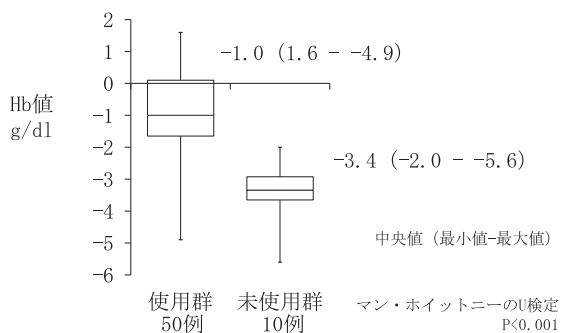 2
1
0
-1
-2
-3
-4
-5
-6
Hb値
g/dl
-1.0 (1.6 - -4.9)
-3.4 (-2.0 - -5.6)
中央値 (最小値-最大値)
使用群
50例
未使用群
10例
マン・ホイットニーのU検定
P<0.001